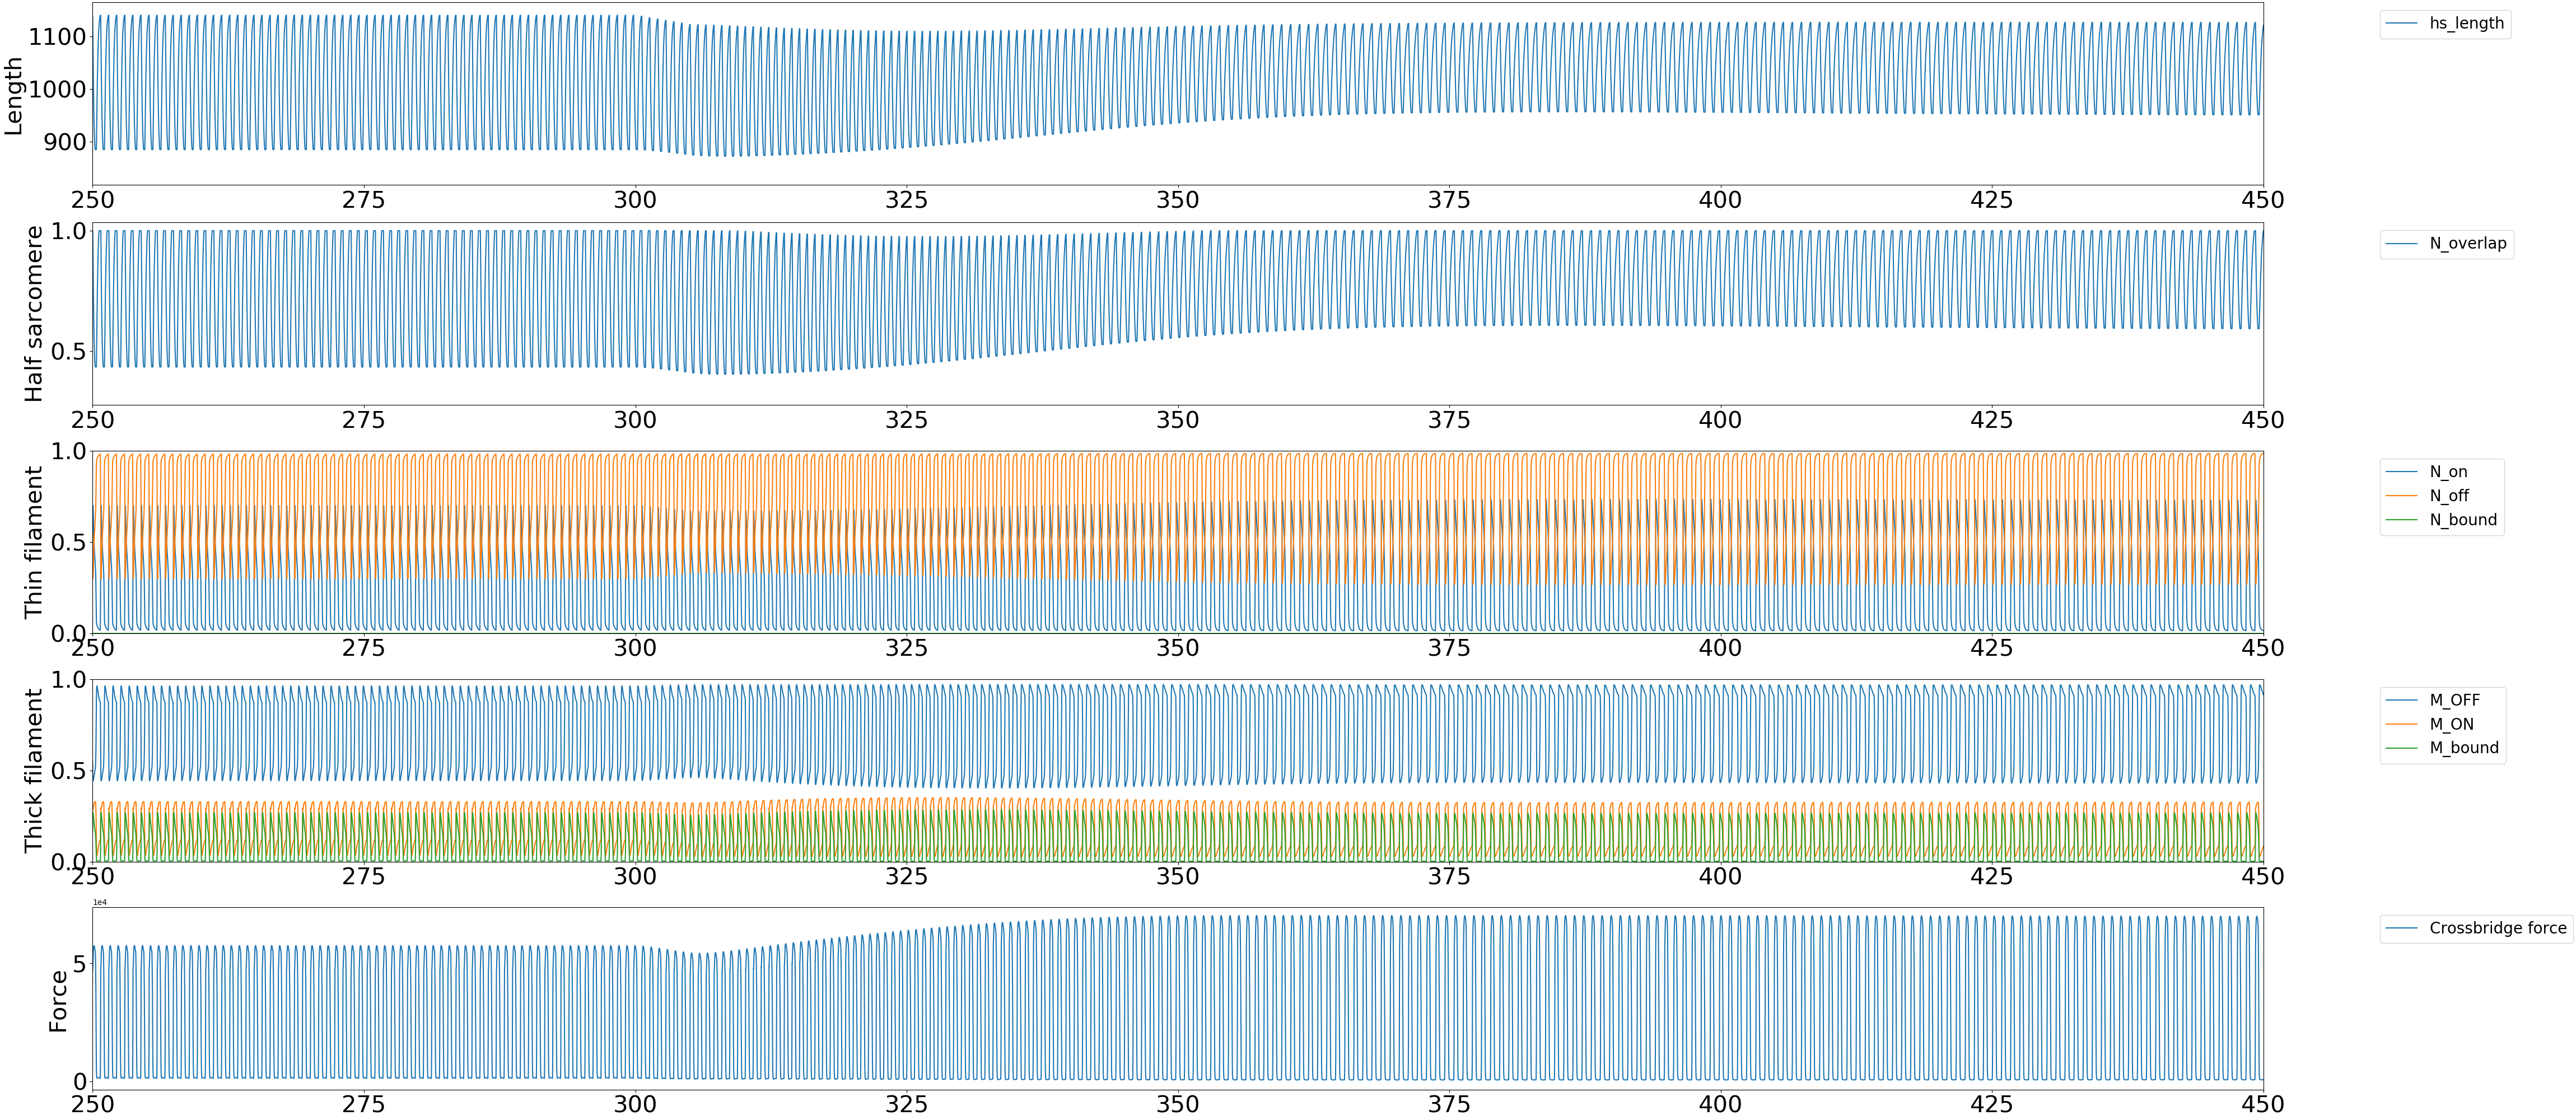 Length
1100
1000
900
250 275 300 325 350 375 400 425 450
hs_length
Half sarcomere
1.0
0.5
250 275 300 325 350 375 400 425 450
N_overlap
Thin filament
1.0
0.5
0.0
250 275 300 325 350 375 400 425 450
N_on
N_off
N_bound
Thick filament
1.0
0.5
0.0
250 275 300 325 350 375 400 425 450
M_OFF
M_ON
M_bound
1e4
Force
5
0
250 275 300 325 350 375 400 425 450
Crossbridge force